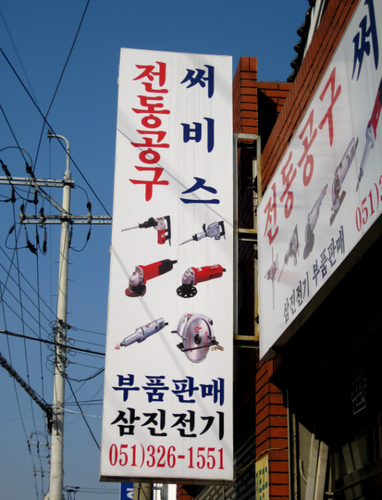 전동공구
써비스
부품판매
삼진전기
051)326-1551
전동공구
써
삼진전기 부품판매
051)